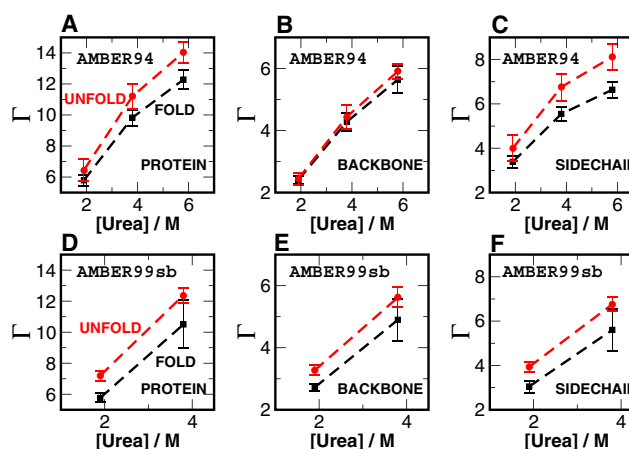 A
AMBER94
UNFOLD
FOLD
PROTEIN
Γ
14
12
10
8
6
2
4
6
[Urea] / M
B
AMBER94
BACKBONE
Γ
6
4
2
2
4
6
[Urea] / M
C
AMBER94
SIDECHAIN
Γ
8
6
4
2
2
4
6
[Urea] / M
D
AMBER99sb
UNFOLD
FOLD
PROTEIN
Γ
14
12
10
8
6
2
4
[Urea] / M
E
AMBER99sb
BACKBONE
Γ
6
4
2
2
4
[Urea] / M
F
AMBER99sb
SIDECHAIN
Γ
8
6
4
2
2
4
[Urea] / M